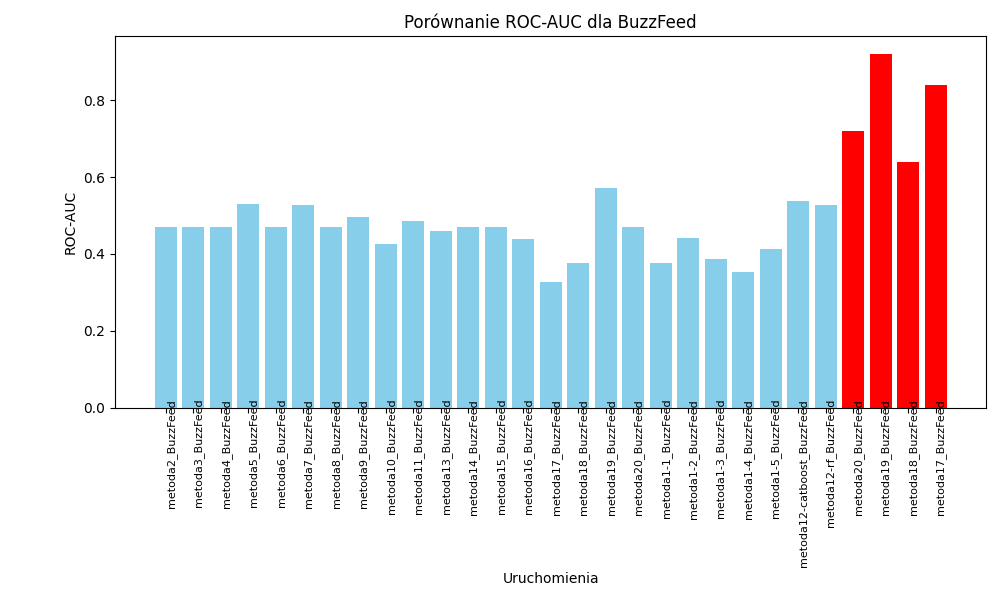 Porównanie ROC-AUC dla BuzzFeed
ROC-AUC
0.8
0.6
0.4
0.2
0.0
metoda2_BuzzFeed
metoda3_BuzzFeed
metoda4_BuzzFeed
metoda5_BuzzFeed
metoda6_BuzzFeed
metoda7_BuzzFeed
metoda8_BuzzFeed
metoda9_BuzzFeed
metoda10_BuzzFeed
metoda11_BuzzFeed
metoda13_BuzzFeed
metoda14_BuzzFeed
metoda15_BuzzFeed
metoda16_BuzzFeed
metoda17_BuzzFeed
metoda18_BuzzFeed
metoda19_BuzzFeed
metoda20_BuzzFeed
metoda1-1_BuzzFeed
metoda1-2_BuzzFeed
metoda1-3_BuzzFeed
metoda1-4_BuzzFeed
metoda1-5_BuzzFeed
metoda12-catboost_BuzzFeed
metoda12-rf_BuzzFeed
metoda20_BuzzFeed
metoda19_BuzzFeed
metoda18_BuzzFeed
metoda17_BuzzFeed
Uruchomienia